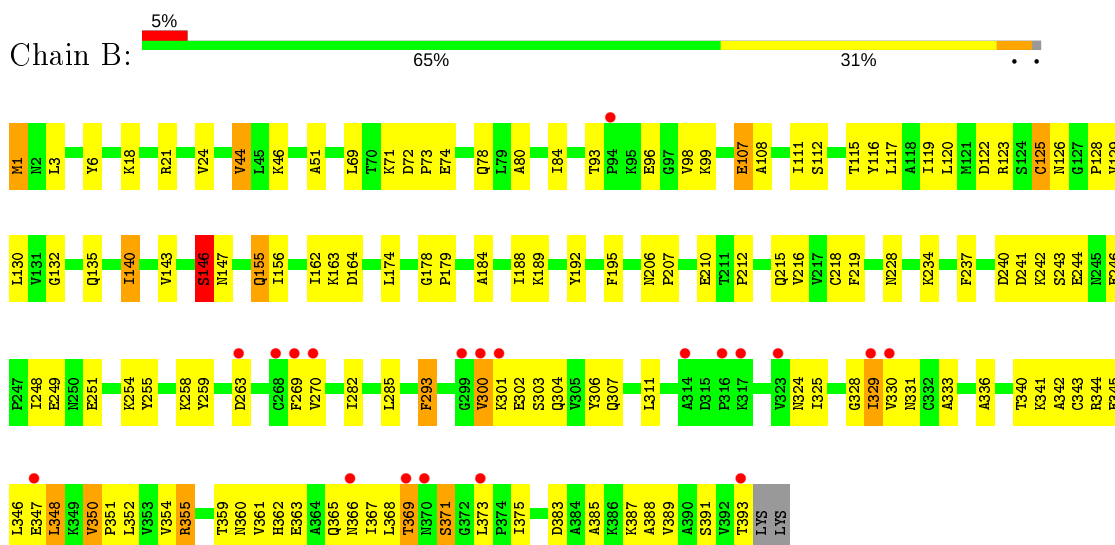 5%
Chain B:
65% 31% • •
M1 N2 L3 Y6 K18 R21 V24 V44 L45 K46 A51 L69 T70 K71 D72 P73 E74 Q78 L79 A80 I84 T93 P94 K95 E96 G97 V98 K99 E107 A108 I111 S112 T115 Y116 L117 A118 I119 L120 M121 D122 R123 S124 C125 N126 G127 P128 V129
L130 V131 G132 Q135 I140 V143 S146 N147 Q155 I156 I162 K163 D164 L174 G178 P179 A184 I188 K189 Y192 F195 N206 P207 E210 T211 P212 Q215 V216 V217 C218 F219 N228 K234 F237 D240 D241 K242 S243 E244 N245 E246
P247 I248 E249 N250 E251 K254 Y255 K258 Y259 D263 C268 F269 V270 I282 L285 F293 G299 V300 K301 E302 S303 Q304 V305 Y306 Q307 L311 A314 D315 P316 K317 V323 N324 I325 G328 I329 V330 N331 C332 A333 A336 T340 K341 A342 C343 R344 E345
L346 E347 L348 K349 V350 P351 L352 V353 V354 R355 T359 N360 V361 H362 E363 A364 Q365 N366 I367 L368 T369 N370 S371 G372 L373 P374 I375 D383 A384 A385 K386 K387 A388 V389 A390 S391 V392 T393 LYS LYS